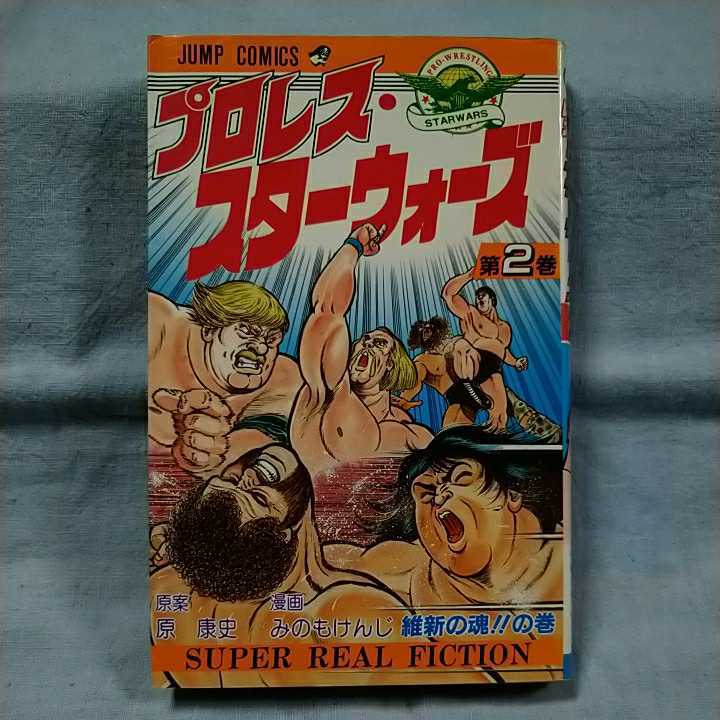 JUMP COMICS
PRO-WRESTLING
STARWARS
プロレス・
スターウォーズ
第2巻
原案
原 康史
漫画
みのもけんじ
維新の魂!!の巻
SUPER REAL FICTION